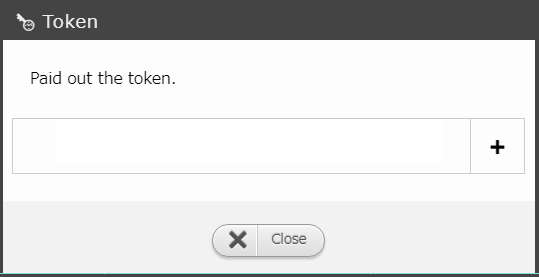 Token
Paid out the token.
+
Close